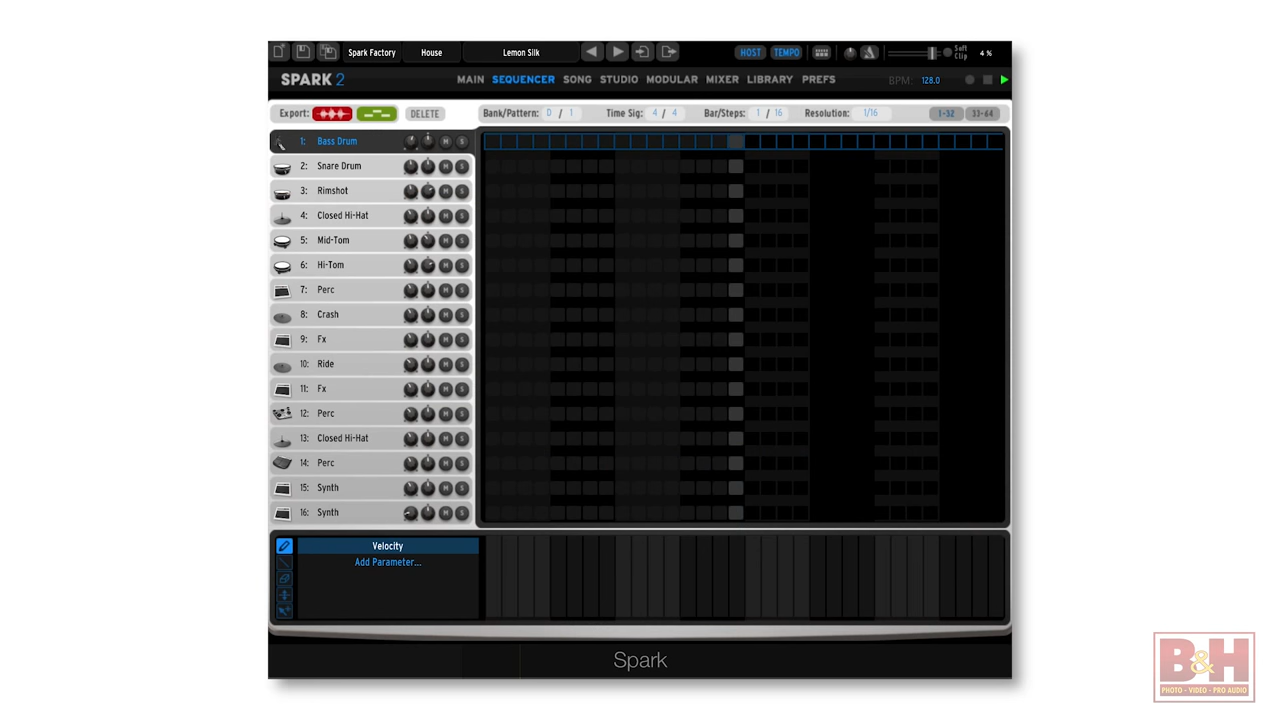 Spark Factory House Lemon Silk HOST TEMPO Soft Clip 4 %
SPARK 2 MAIN SEQUENCER SONG STUDIO MODULAR MIXER LIBRARY PREFS BPM: 128.0
Export: DELETE Bank/Pattern: D / 1 Time Sig: 4 / 4 Bar/Steps: 1 / 16 Resolution: 1/16 1-32 33-64
1: Bass Drum M S
2: Snare Drum M S
3: Rimshot M S
4: Closed Hi-Hat M S
5: Mid-Tom M S
6: Hi-Tom M S
7: Perc M S
8: Crash M S
9: Fx M S
10: Ride M S
11: Fx M S
12: Perc M S
13: Closed Hi-Hat M S
14: Perc M S
15: Synth M S
16: Synth M S
Velocity
Add Parameter...
Spark
B&H
PHOTO - VIDEO - PRO AUDIO